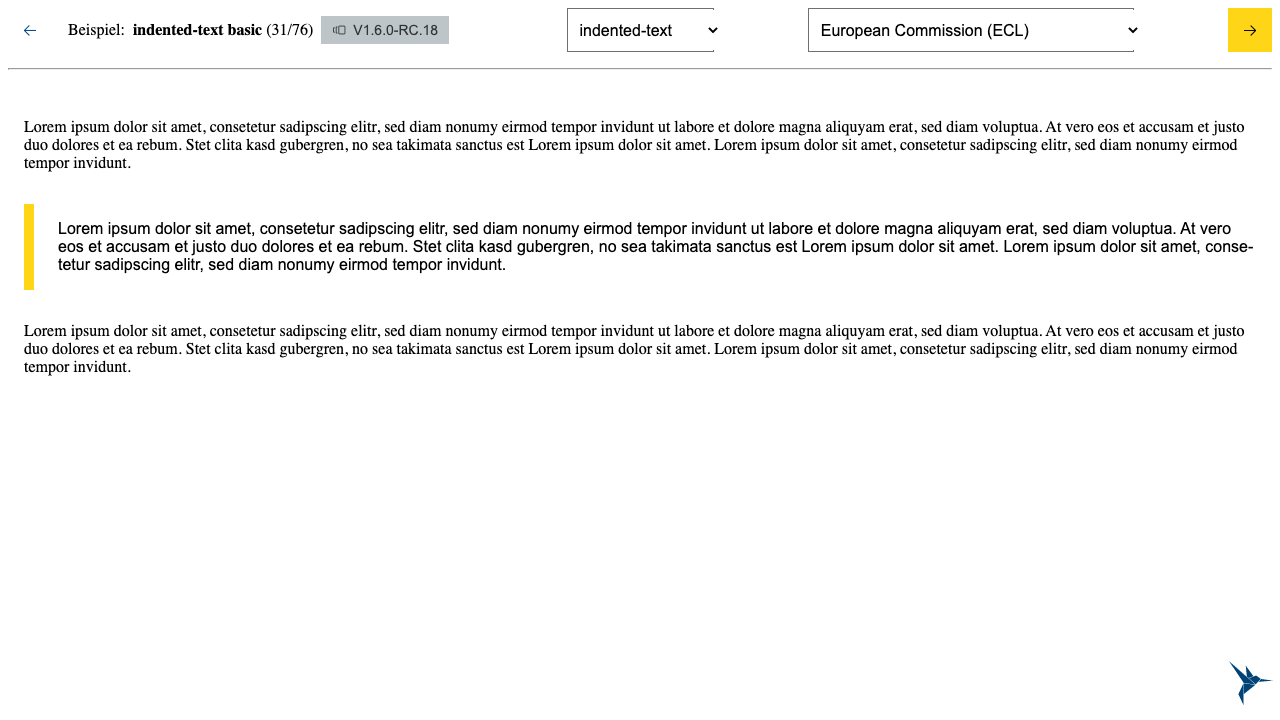 ← Beispiel: indented-text basic (31/76) V1.6.0-RC.18 indented-text European Commission (ECL) →
Lorem ipsum dolor sit amet, consetetur sadipscing elitr, sed diam nonumy eirmod tempor invidunt ut labore et dolore magna aliquyam erat, sed diam voluptua. At vero eos et accusam et justo
duo dolores et ea rebum. Stet clita kasd gubergren, no sea takimata sanctus est Lorem ipsum dolor sit amet. Lorem ipsum dolor sit amet, consetetur sadipscing elitr, sed diam nonumy eirmod
tempor invidunt.
Lorem ipsum dolor sit amet, consetetur sadipscing elitr, sed diam nonumy eirmod tempor invidunt ut labore et dolore magna aliquyam erat, sed diam voluptua. At vero
eos et accusam et justo duo dolores et ea rebum. Stet clita kasd gubergren, no sea takimata sanctus est Lorem ipsum dolor sit amet. Lorem ipsum dolor sit amet, conse-
tetur sadipscing elitr, sed diam nonumy eirmod tempor invidunt.
Lorem ipsum dolor sit amet, consetetur sadipscing elitr, sed diam nonumy eirmod tempor invidunt ut labore et dolore magna aliquyam erat, sed diam voluptua. At vero eos et accusam et justo
duo dolores et ea rebum. Stet clita kasd gubergren, no sea takimata sanctus est Lorem ipsum dolor sit amet. Lorem ipsum dolor sit amet, consetetur sadipscing elitr, sed diam nonumy eirmod
tempor invidunt.